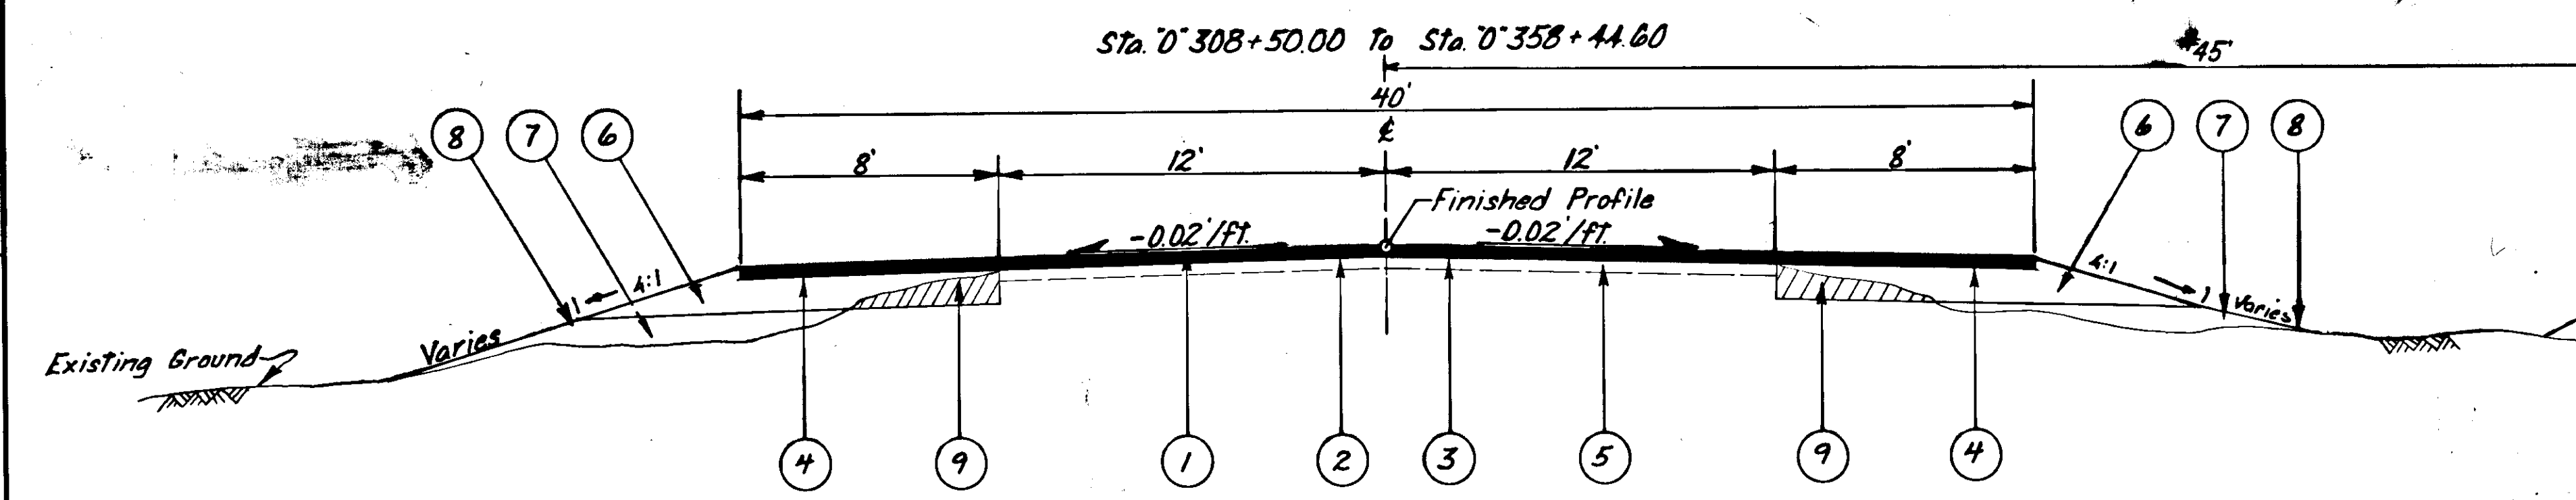 Sta. "O" 308+50.00 To Sta. "O" 358+44.60
45'
40'
℄
8' 12' 12' 8'
8 7 6 6 7 8
Finished Profile
-0.02'/ft. -0.02'/ft.
4:1 4:1
Varies Varies
Existing Ground
4 9 1 2 3 5 9 4